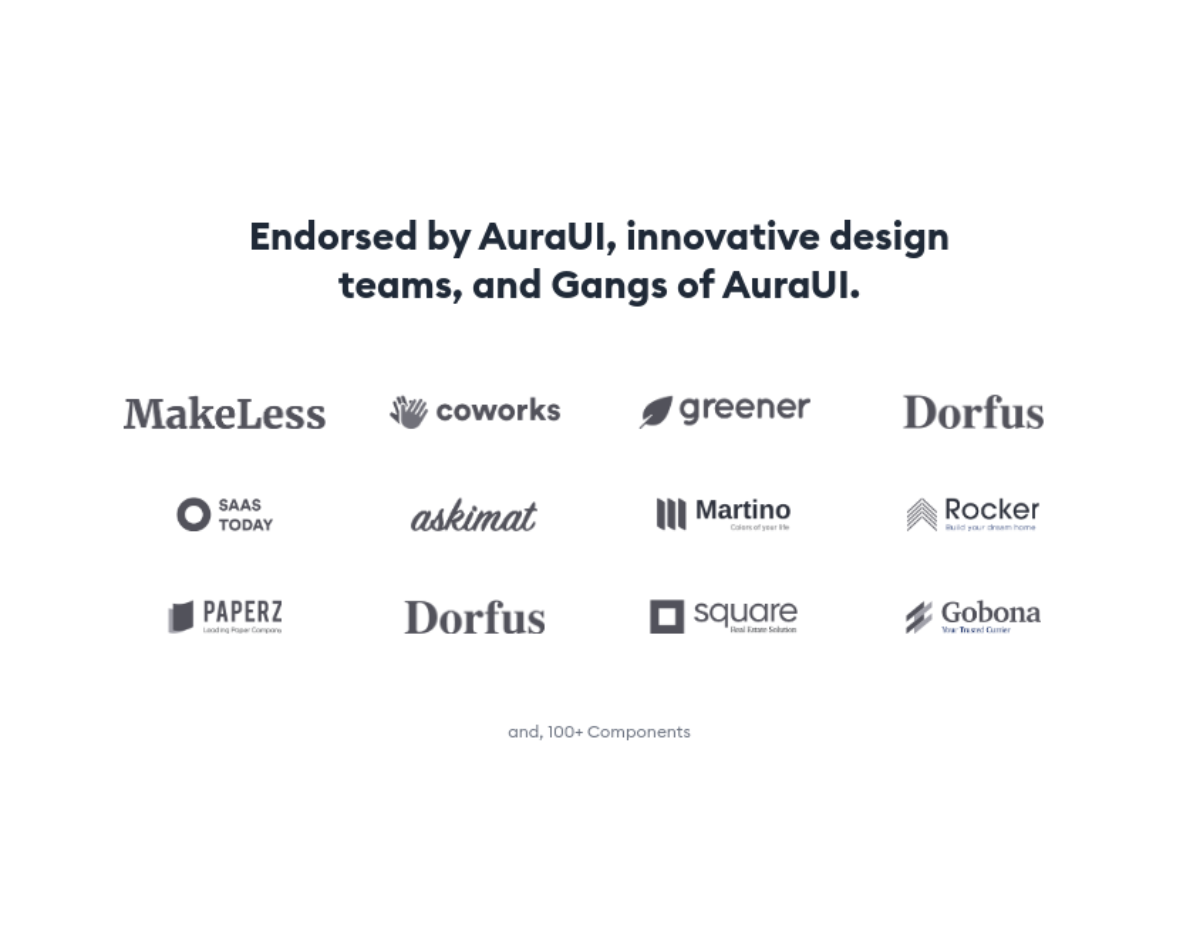 Endorsed by AuraUI, innovative design
teams, and Gangs of AuraUI.
MakeLess
coworks
greener
Dorfus
SAAS
TODAY
askimat
Martino
Colors of your life
Rocker
Build your dream home
PAPERZ
Leading Paper Company
Dorfus
square
Real Estate Solution
Gobona
Your Trusted Currier
and, 100+ Components